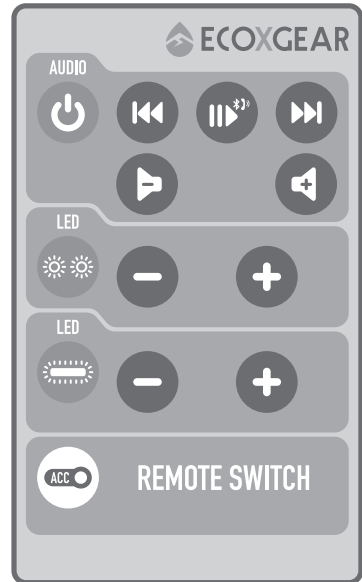 ECOXGEAR
AUDIO
LED
LED
ACC
REMOTE SWITCH